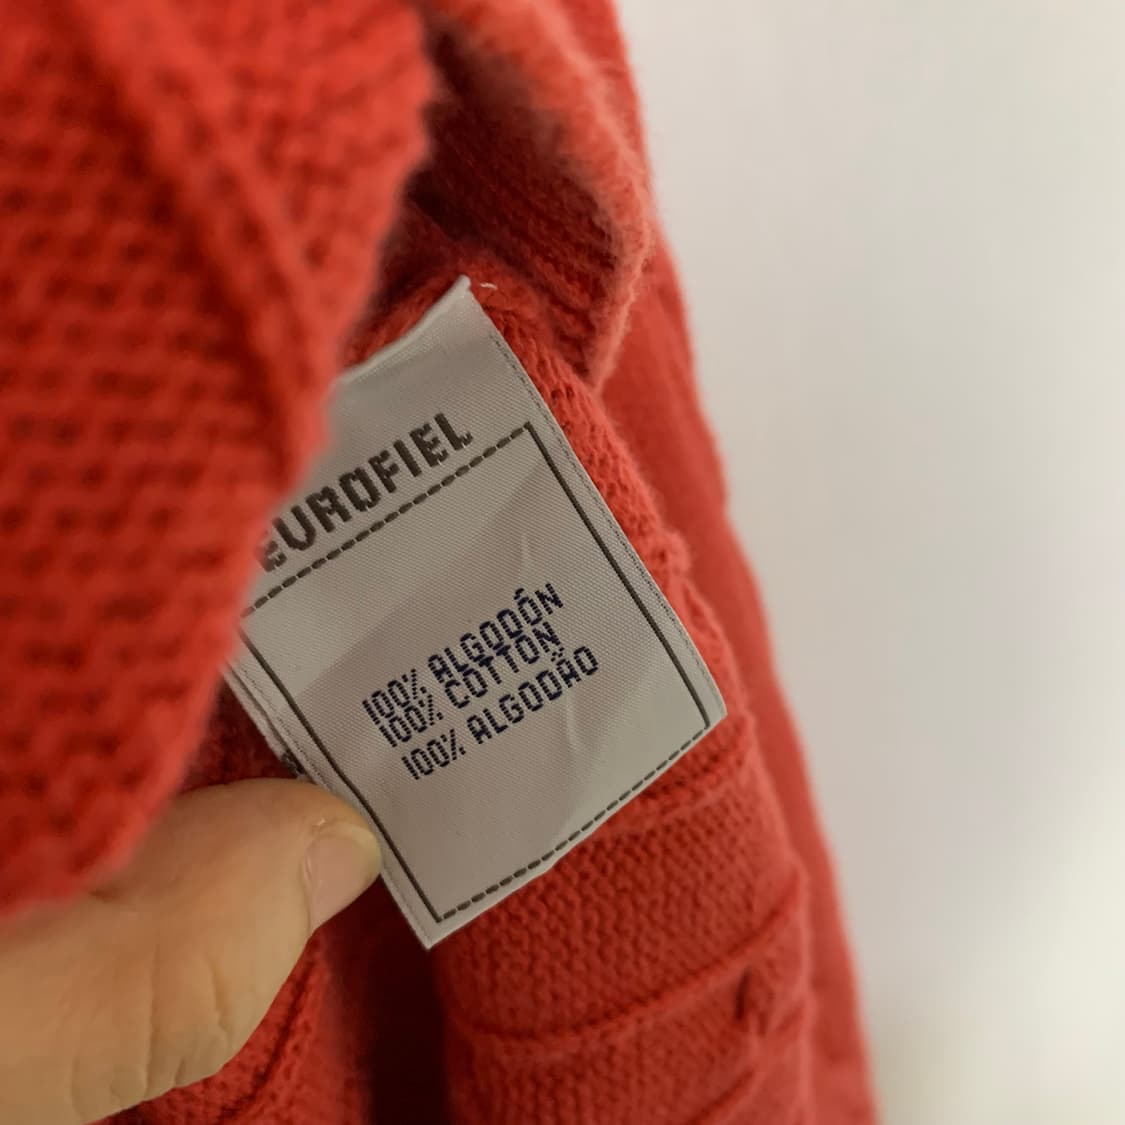 EUROFIEL
100% ALGODÓN
100% COTTON
100% ALGODÃO